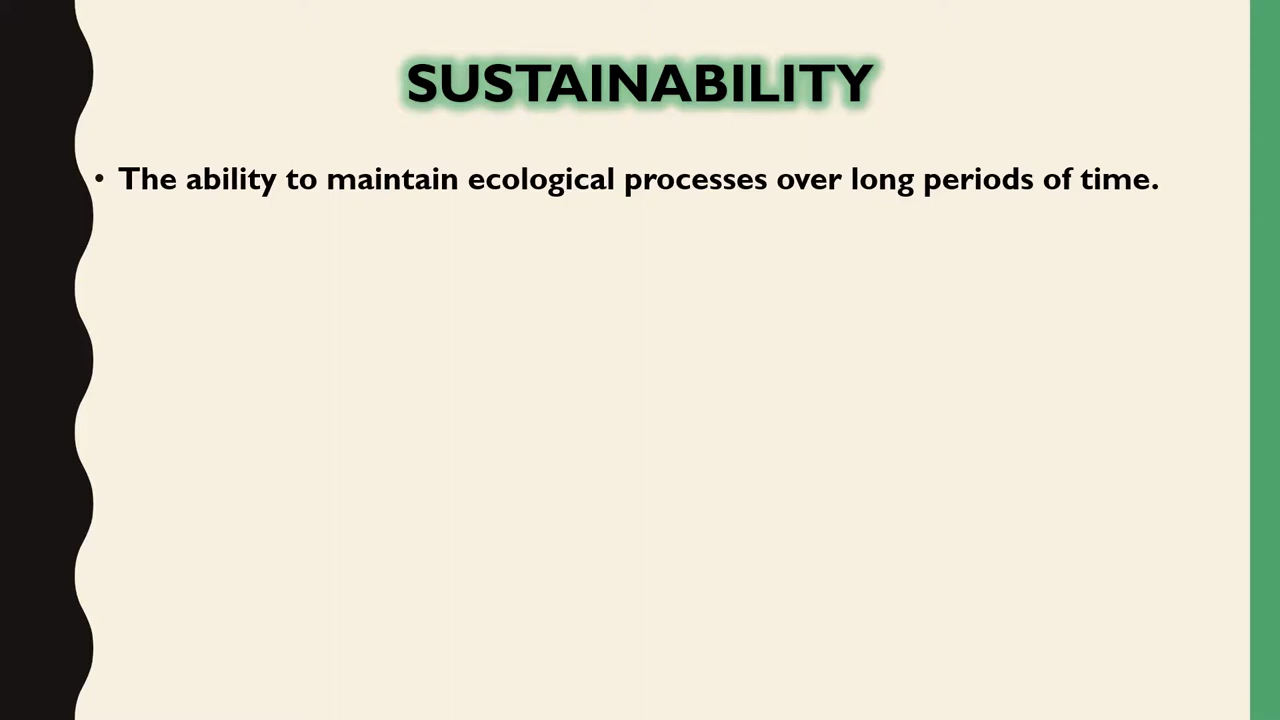 SUSTAINABILITY
• The ability to maintain ecological processes over long periods of time.